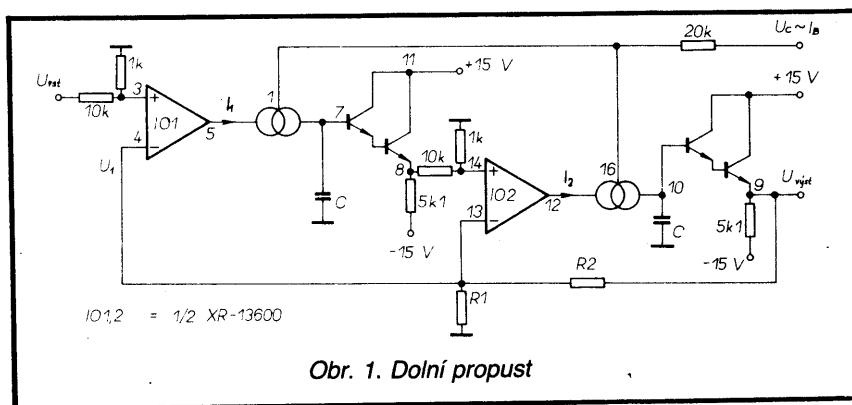 U vst
10k
1k
3
4
+
−
IO1
5
I1
1
U1
C
7
11
+15 V
8
5k1
−15 V
10k
1k
14
13
+
−
IO2
12
I2
16
20k
UC~IB
10
C
+15 V
9
U výst
5k1
−15 V
R1
R2
IO1,2 = 1/2 XR-13600
Obr. 1. Dolní propust